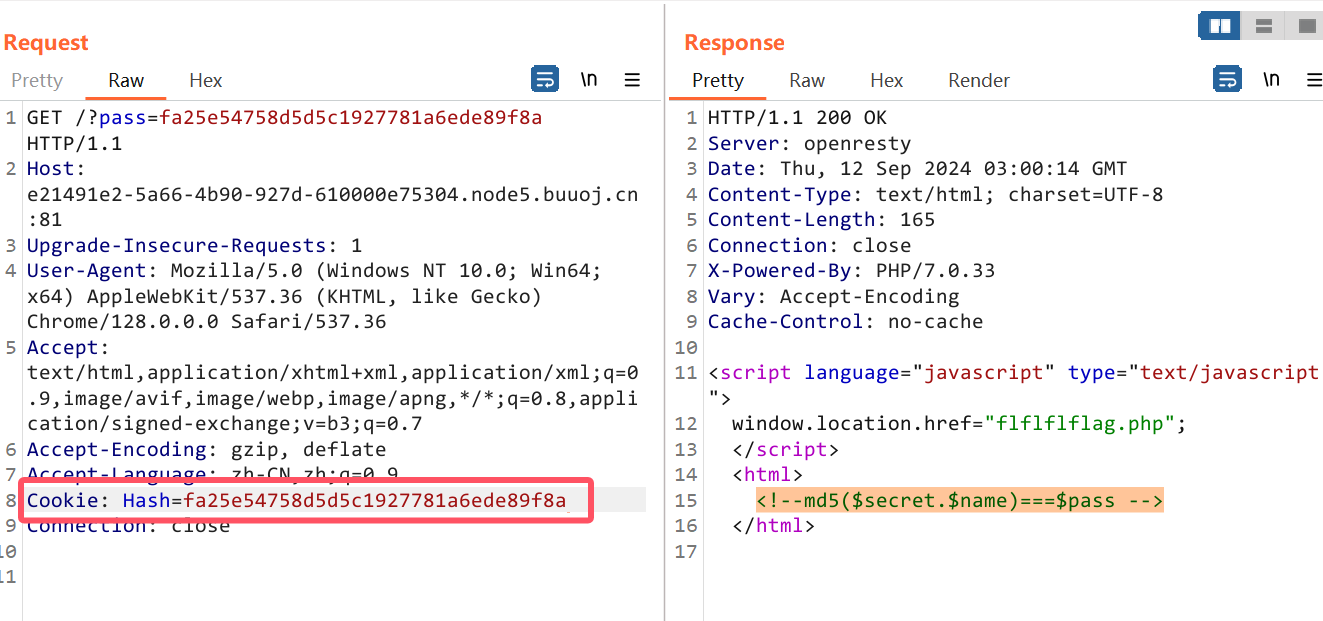 Request
Pretty Raw Hex \n
1 GET /?pass=fa25e54758d5d5c1927781a6ede89f8a
HTTP/1.1
2 Host:
e21491e2-5a66-4b90-927d-610000e75304.node5.buuoj.cn
:81
3 Upgrade-Insecure-Requests: 1
4 User-Agent: Mozilla/5.0 (Windows NT 10.0; Win64;
x64) AppleWebKit/537.36 (KHTML, like Gecko)
Chrome/128.0.0.0 Safari/537.36
5 Accept:
text/html,application/xhtml+xml,application/xml;q=0
.9,image/avif,image/webp,image/apng,*/*;q=0.8,appli
cation/signed-exchange;v=b3;q=0.7
6 Accept-Encoding: gzip, deflate
7 Accept-Language: zh-CN,zh;q=0.9
8 Cookie: Hash=fa25e54758d5d5c1927781a6ede89f8a
9 Connection: close
10
11
Response
Pretty Raw Hex Render \n
1 HTTP/1.1 200 OK
2 Server: openresty
3 Date: Thu, 12 Sep 2024 03:00:14 GMT
4 Content-Type: text/html; charset=UTF-8
5 Content-Length: 165
6 Connection: close
7 X-Powered-By: PHP/7.0.33
8 Vary: Accept-Encoding
9 Cache-Control: no-cache
10
11 <script language="javascript" type="text/javascript
">
12 window.location.href="flflflflag.php";
13 </script>
14 <html>
15 <!--md5($secret.$name)===$pass -->
16 </html>
17